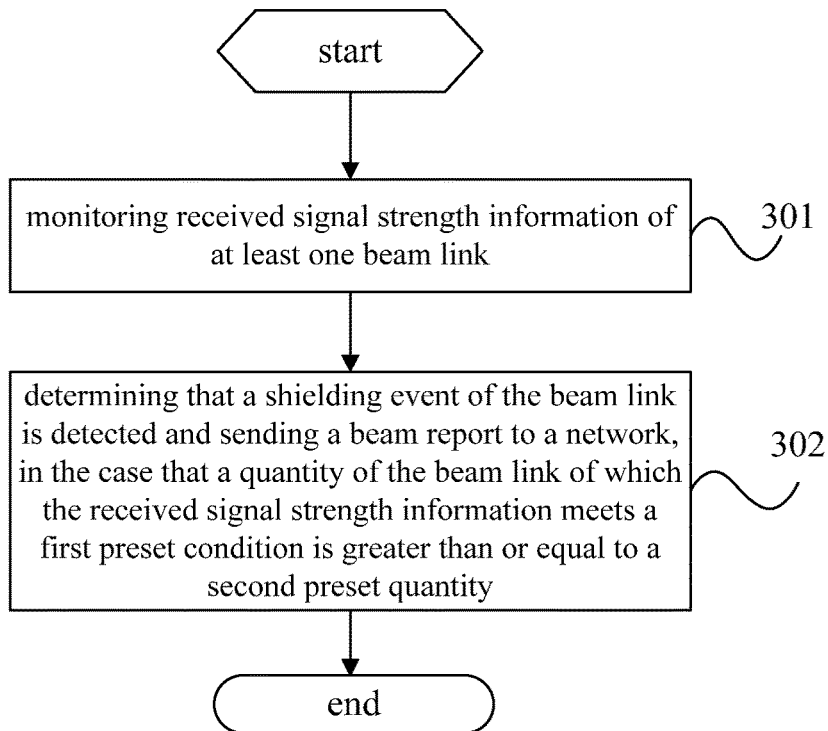 start
monitoring received signal strength information of
at least one beam link
301
determining that a shielding event of the beam link
is detected and sending a beam report to a network,
in the case that a quantity of the beam link of which
the received signal strength information meets a
first preset condition is greater than or equal to a
second preset quantity
302
end